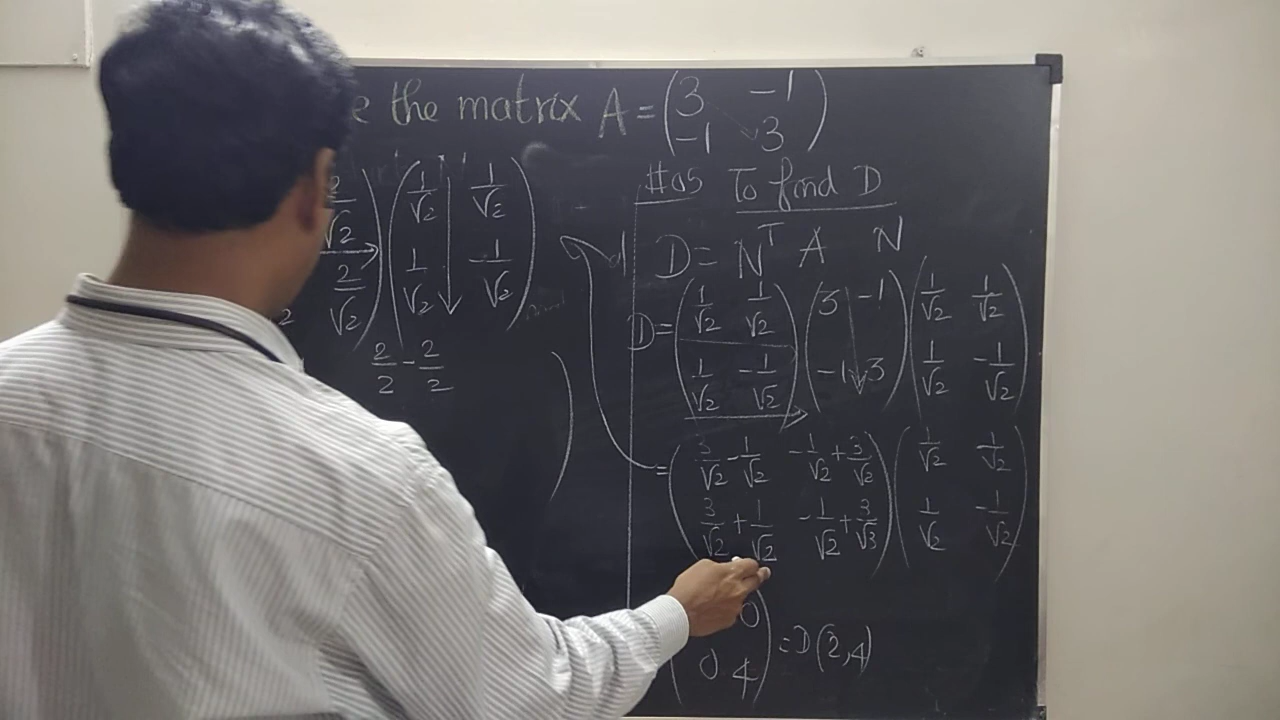 e the matrix A = (3 -1; -1 3)
2/√2 (1/√2 1/√2
2/√2 1/√2 -1/√2)
2/2 - 2/2
#05 To find D
D = Nᵀ A N
D = (1/√2 1/√2; 1/√2 -1/√2) (3 -1; -1 3) (1/√2 1/√2; 1/√2 -1/√2)
= (3/√2 - 1/√2 -1/√2 + 3/√2; 3/√2 + 1/√2 -1/√2 + 3/√3) (1/√2 1/√2; 1/√2 -1/√2)
0
0 4) = D(2,4)